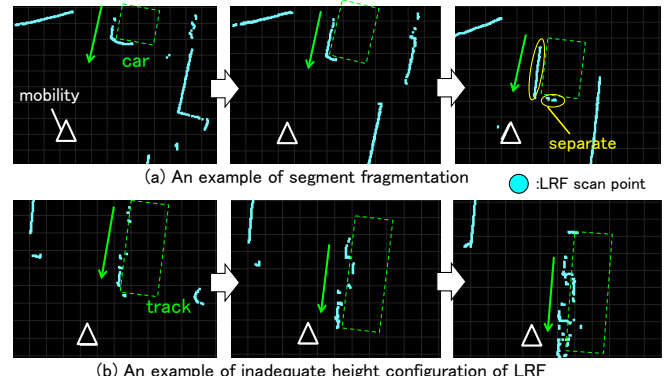 car
mobility
separate
(a) An example of segment fragmentation
:LRF scan point
track
(b) An example of inadequate height configuration of LRF